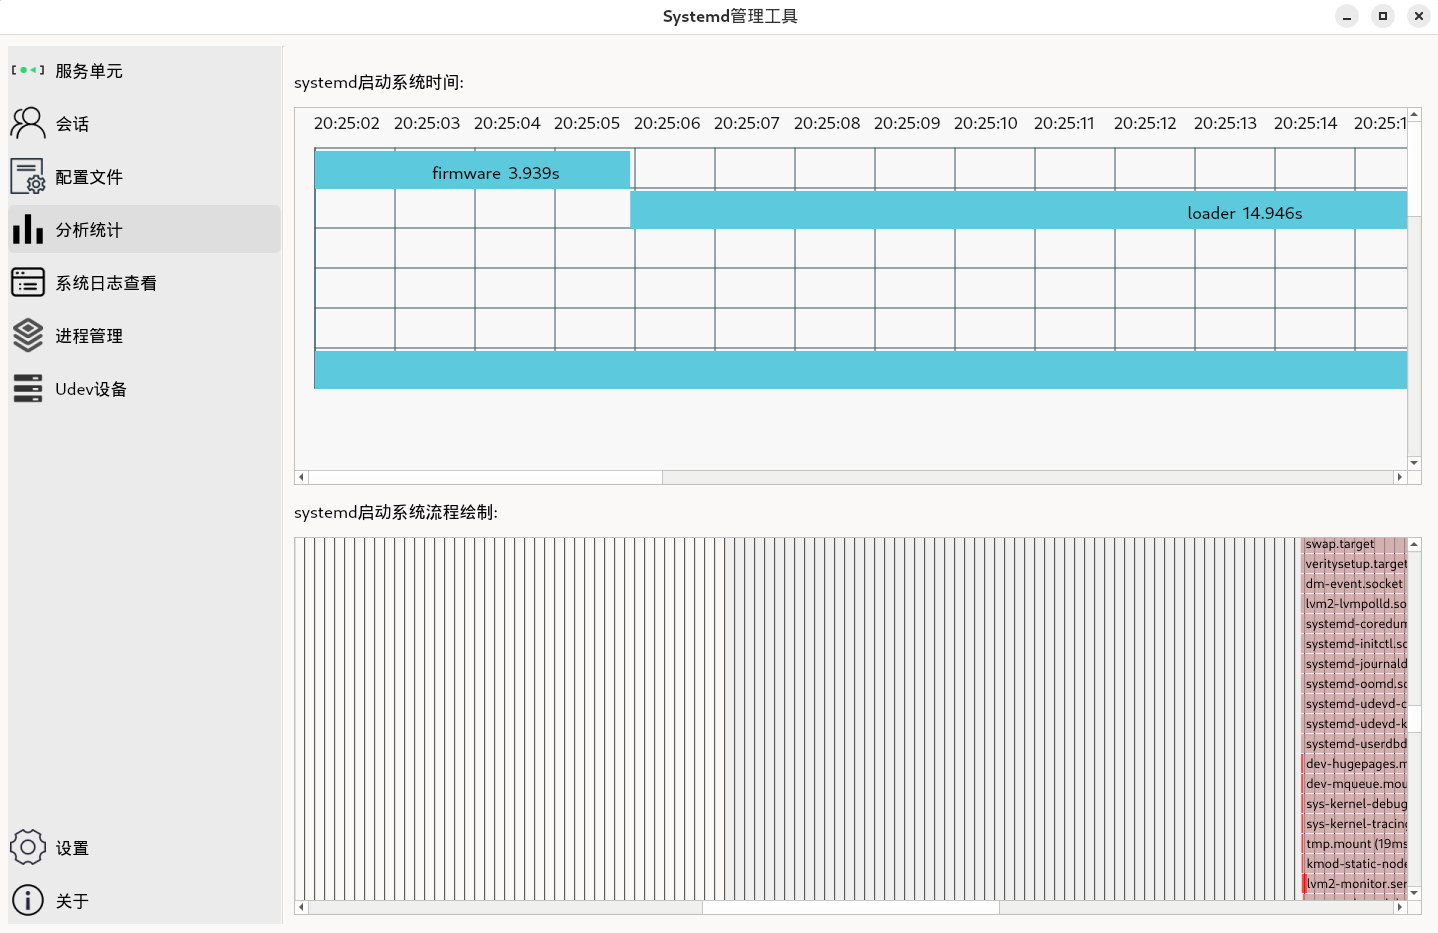 Systemd管理工具
服务单元
会话
配置文件
分析统计
系统日志查看
进程管理
Udev设备
设置
关于
systemd启动系统时间:
20:25:02 20:25:03 20:25:04 20:25:05 20:25:06 20:25:07 20:25:08 20:25:09 20:25:10 20:25:11 20:25:12 20:25:13 20:25:14 20:25:1
firmware 3.939s
loader 14.946s
systemd启动系统流程绘制:
swap.target
veritysetup.target
dm-event.socket
lvm2-lvmpolld.so
systemd-coredum
systemd-initctl.sc
systemd-journald
systemd-oomd.sc
systemd-udevd-c
systemd-udevd-k
systemd-userdbd
dev-hugepages.m
dev-mqueue.mou
sys-kernel-debug
sys-kernel-tracing
tmp.mount (19ms
kmod-static-node
lvm2-monitor.ser